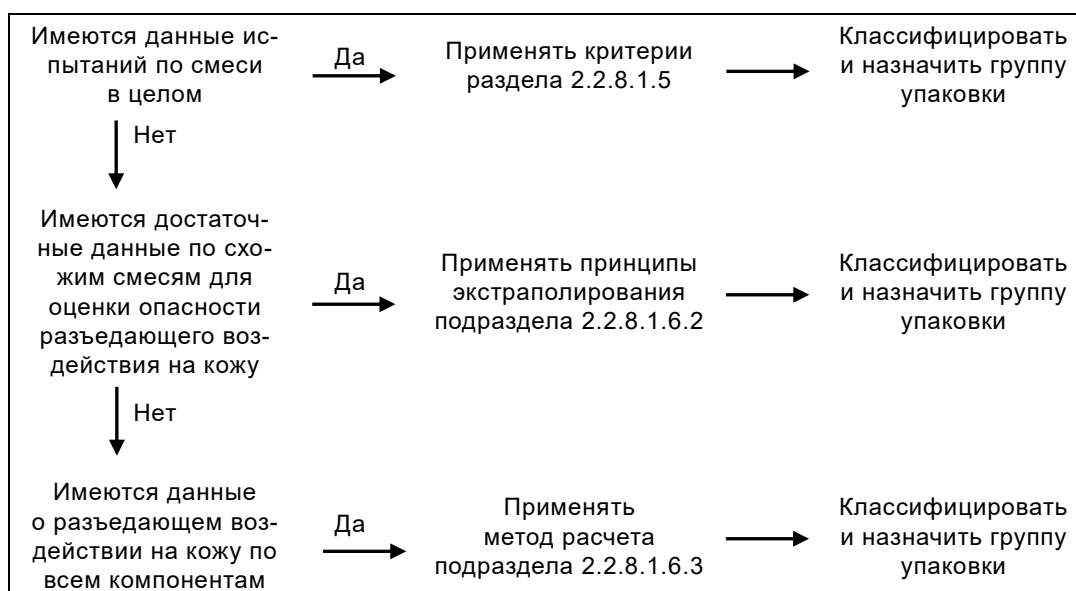 Имеются данные ис-
пытаний по смеси
в целом
Да
Применять критерии
раздела 2.2.8.1.5
Классифицировать
и назначить группу
упаковки
Нет
Имеются достаточ-
ные данные по схо-
жим смесям для
оценки опасности
разъедающего воз-
действия на кожу
Да
Применять принципы
экстраполирования
подраздела 2.2.8.1.6.2
Классифицировать
и назначить группу
упаковки
Нет
Имеются данные
о разъедающем воз-
действии на кожу по
всем компонентам
Да
Применять
метод расчета
подраздела 2.2.8.1.6.3
Классифицировать
и назначить группу
упаковки